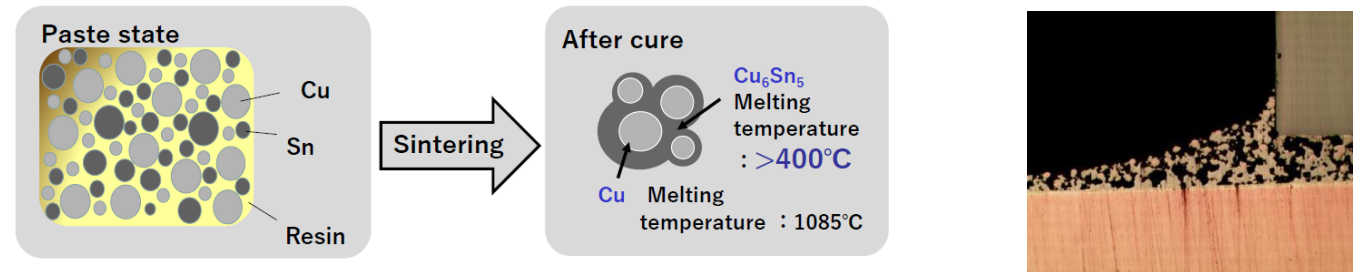 Paste state
Cu
Sn
Resin
Sintering
After cure
Cu₆Sn₅
Melting
temperature
: >400℃
Cu Melting
temperature ：1085℃